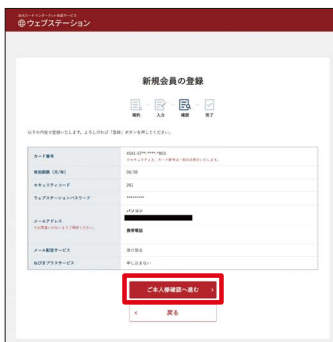 ウェブステーション
新規会員の登録
規約
入力
確認
完了
以下の内容で登録いたします。よろしければ「登録」ボタンを押してください。
カード番号
有効期限（月/年）
セキュリティコード
ウェブステーションパスワード
*********
メールアドレス
パソコン
携帯電話
メール配信サービス
受け取る
ねびきプラスサービス
申し込まない
ご本人様確認へ進む
戻る